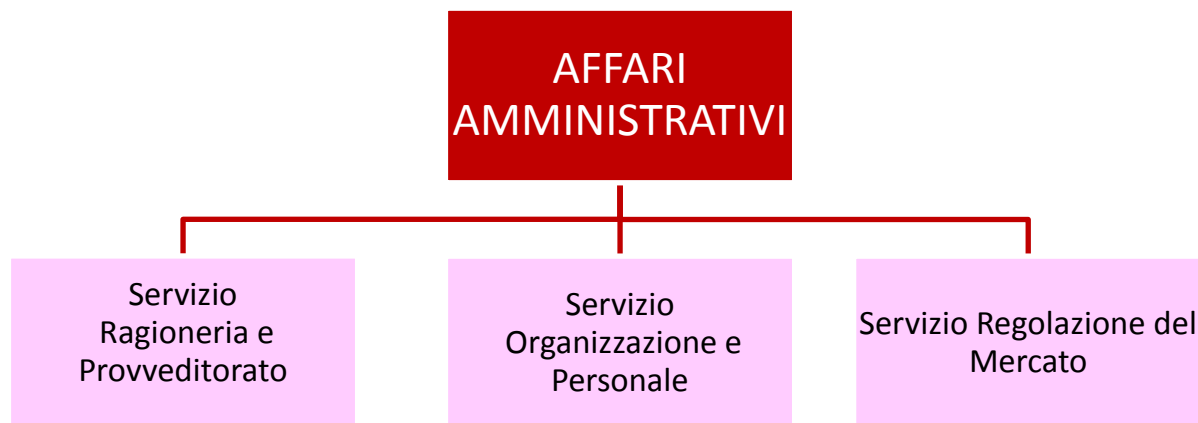 AFFARI
AMMINISTRATIVI
Servizio
Ragioneria e
Provveditorato
Servizio
Organizzazione e
Personale
Servizio Regolazione del
Mercato